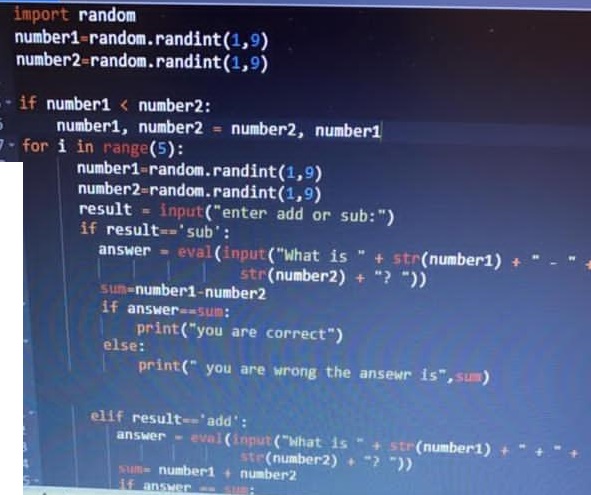 import random
number1=random.randint(1,9)
number2=random.randint(1,9)
if number1 < number2:
number1, number2 = number2, number1
7 for i in range(5):
number1=random.randint(1,9)
number2=random.randint(1,9)
result = input("enter add or sub:")
if result=='sub':
answer = eval(input("What is " + str(number1) + " - " +
str(number2) + "? "))
sum=number1-number2
if answer==sum:
print("you are correct")
else:
print(" you are wrong the ansewr is",sum)
elif result=='add':
answer = eval(input("What is " + str(number1) + " + " +
str(number2) + "? "))
sum= number1 + number2
if answer == sum: